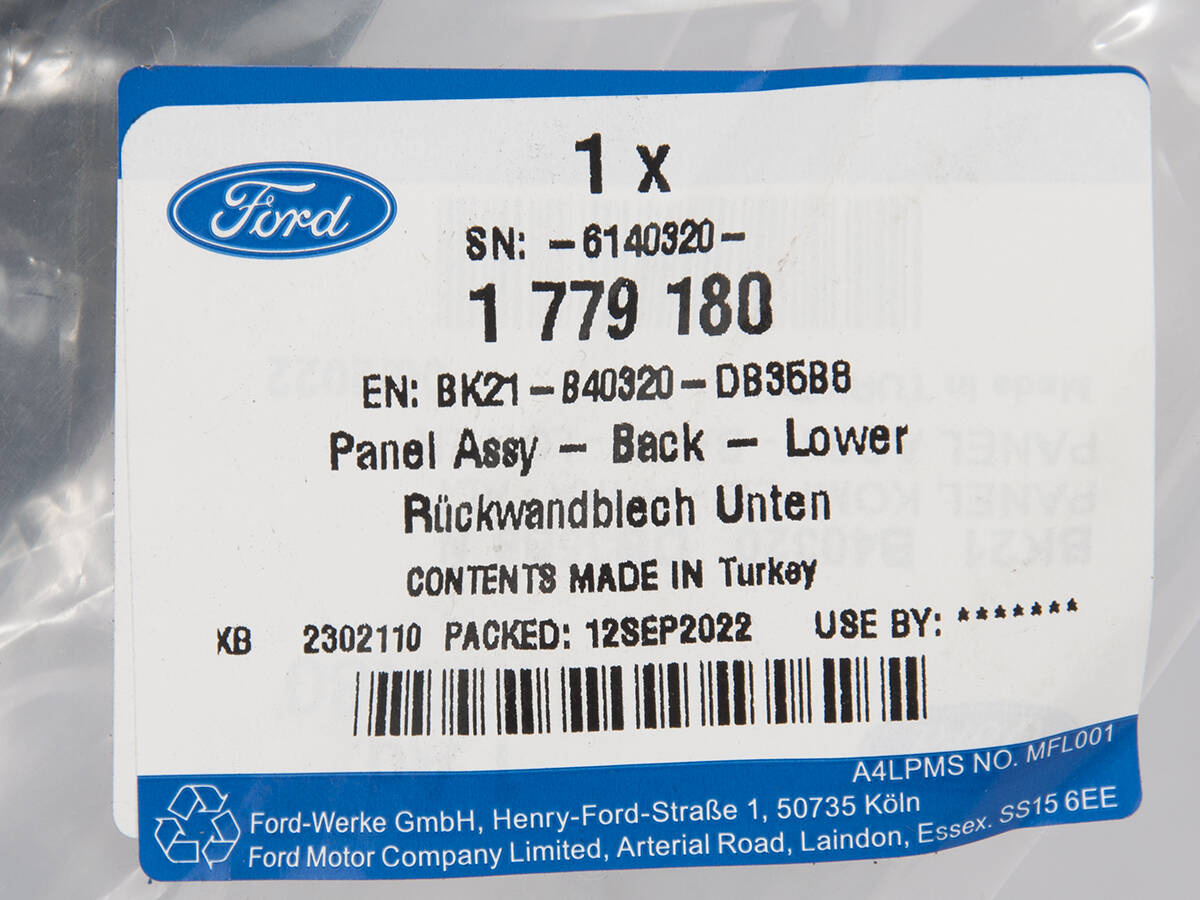 1 x
Ford
SN: -6140320-
1 779 180
EN: BK21-B40320-DB35B8
Panel Assy - Back - Lower
Rückwandblech Unten
CONTENTS MADE IN Turkey
KB 2302110 PACKED: 12SEP2022 USE BY: *******
A4LPMS NO. MFL001
Ford-Werke GmbH, Henry-Ford-Straße 1, 50735 Köln
Ford Motor Company Limited, Arterial Road, Laindon, Essex. SS15 6EE